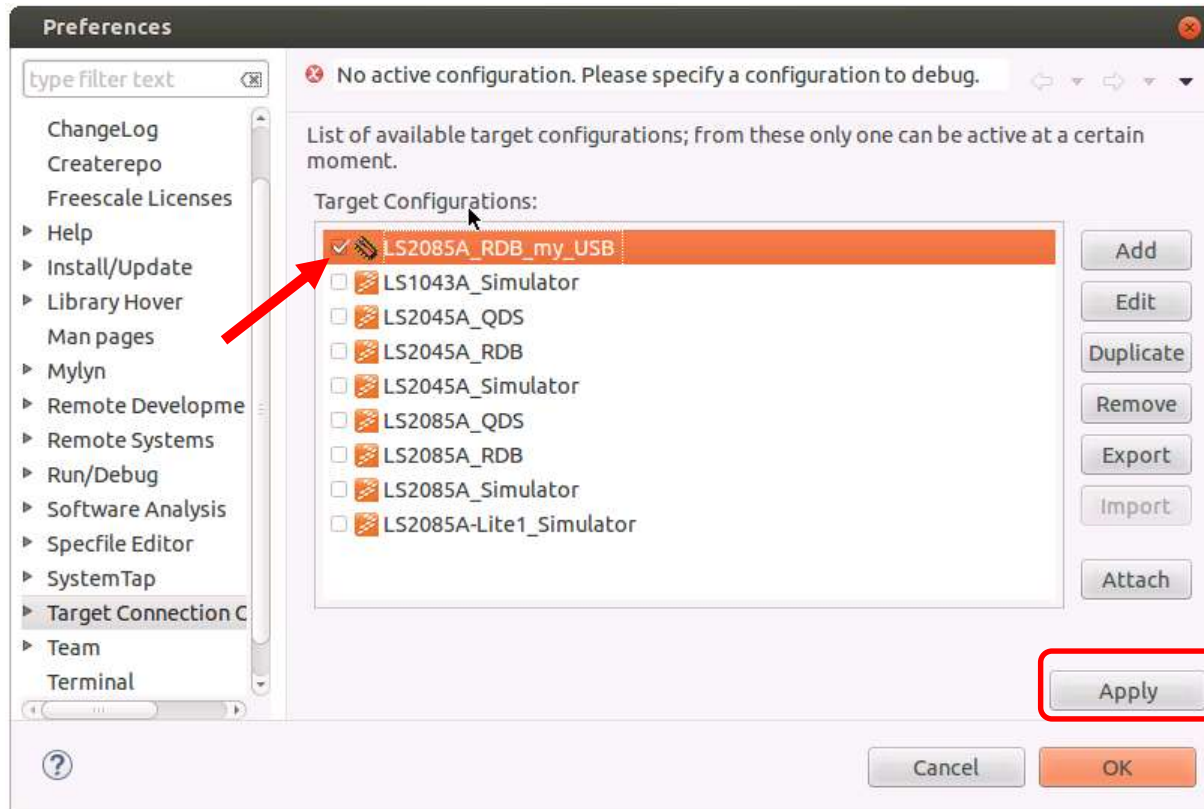 Preferences
type filter text
No active configuration. Please specify a configuration to debug.
ChangeLog
Createrepo
Freescale Licenses
Help
Install/Update
Library Hover
Man pages
Mylyn
Remote Developme
Remote Systems
Run/Debug
Software Analysis
Specfile Editor
SystemTap
Target Connection C
Team
Terminal
List of available target configurations; from these only one can be active at a certain
moment.
Target Configurations:
LS2085A_RDB_my_USB
LS1043A_Simulator
LS2045A_QDS
LS2045A_RDB
LS2045A_Simulator
LS2085A_QDS
LS2085A_RDB
LS2085A_Simulator
LS2085A-Lite1_Simulator
Add
Edit
Duplicate
Remove
Export
Import
Attach
Apply
?
Cancel
OK